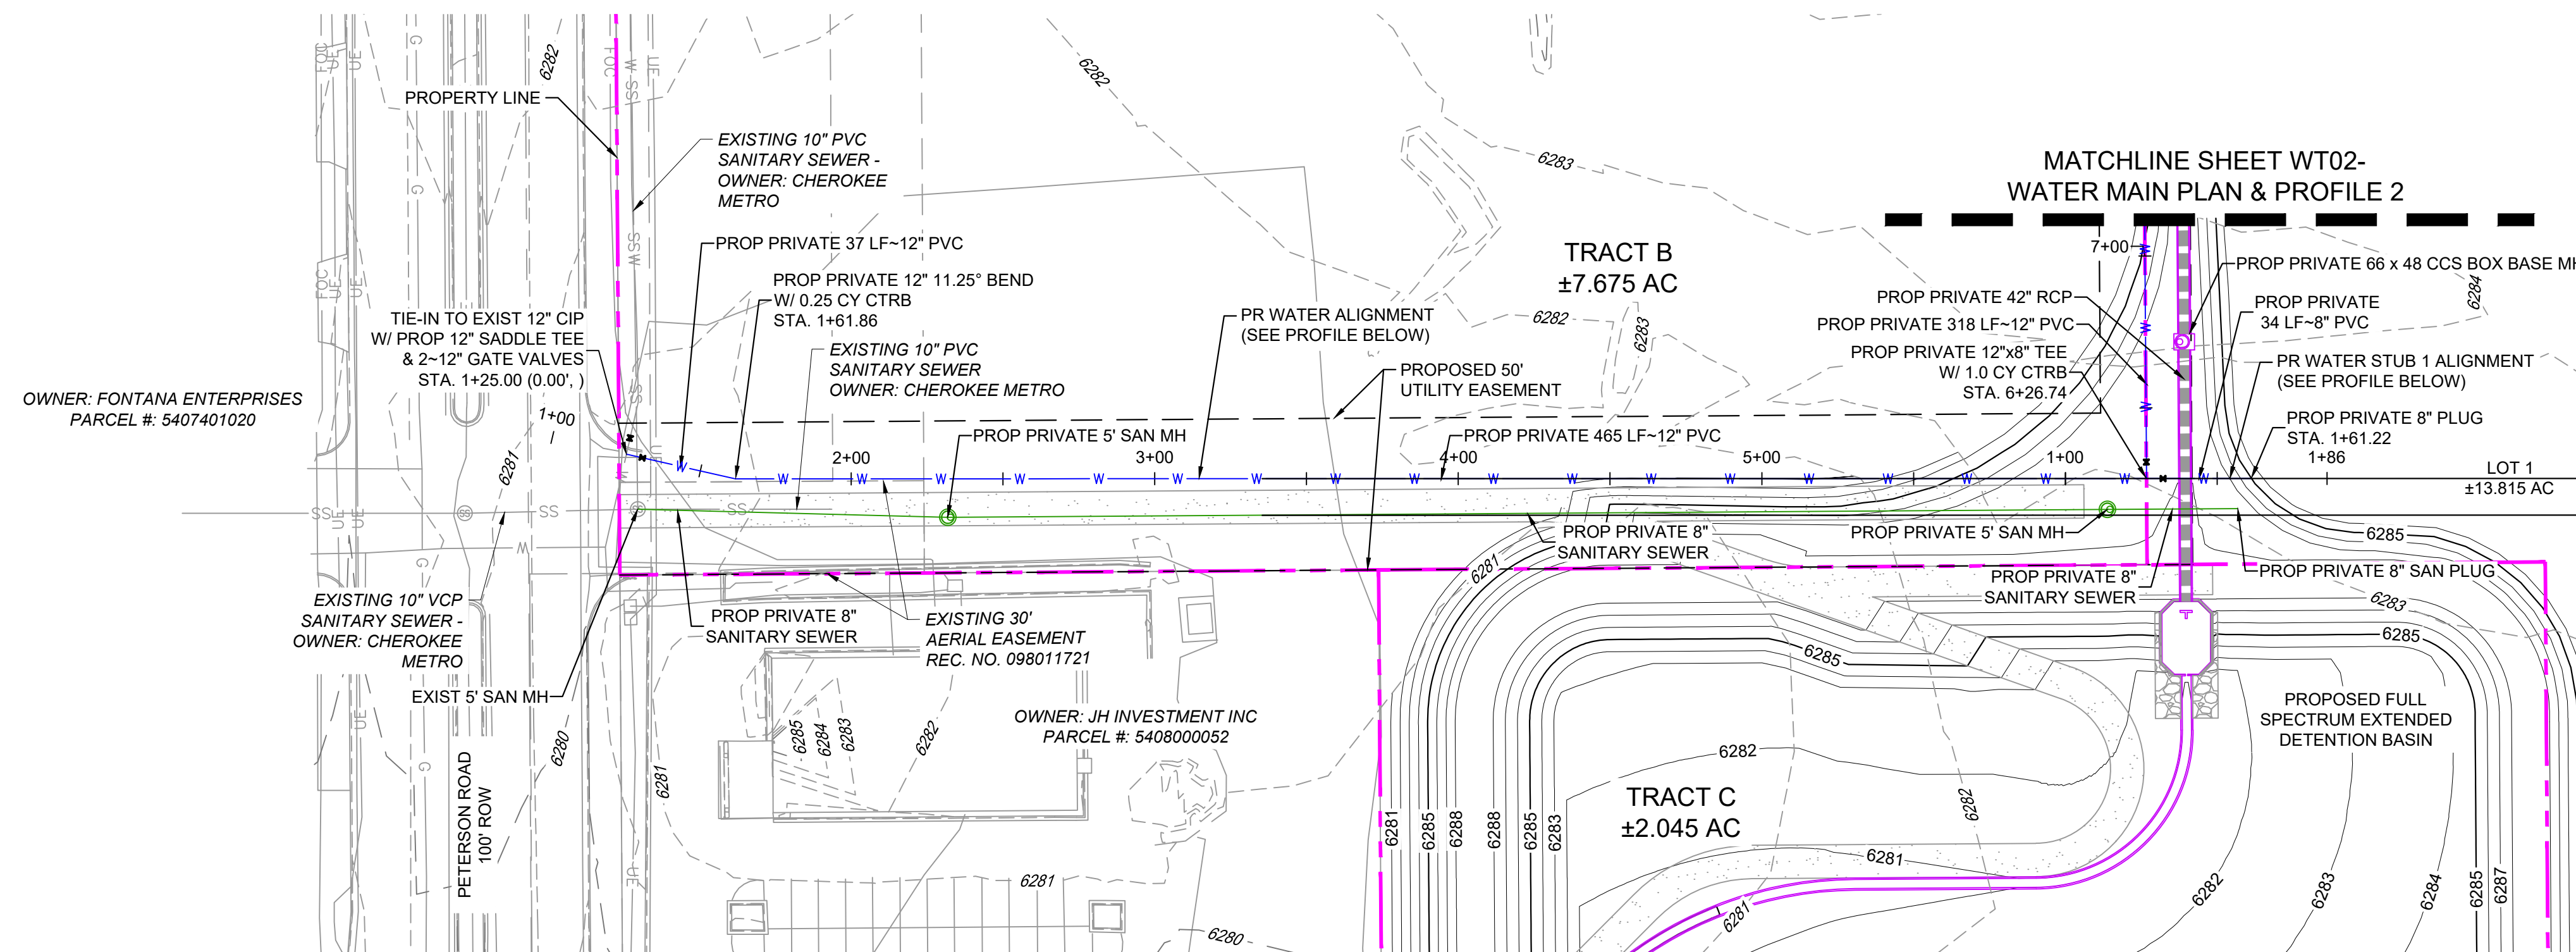 PROPERTY LINE
EXISTING 10" PVC
SANITARY SEWER -
OWNER: CHEROKEE
METRO
PROP PRIVATE 37 LF~12" PVC
PROP PRIVATE 12" 11.25° BEND
W/ 0.25 CY CTRB
STA. 1+61.86
TIE-IN TO EXIST 12" CIP
W/ PROP 12" SADDLE TEE
& 2~12" GATE VALVES
STA. 1+25.00 (0.00', )
EXISTING 10" PVC
SANITARY SEWER
OWNER: CHEROKEE METRO
OWNER: FONTANA ENTERPRISES
PARCEL #: 5407401020
PR WATER ALIGNMENT
(SEE PROFILE BELOW)
PROPOSED 50'
UTILITY EASEMENT
TRACT B
±7.675 AC
MATCHLINE SHEET WT02-
WATER MAIN PLAN & PROFILE 2
7+00
PROP PRIVATE 66 x 48 CCS BOX BASE MH
PROP PRIVATE 42" RCP
PROP PRIVATE 318 LF~12" PVC
PROP PRIVATE 12"x8" TEE
W/ 1.0 CY CTRB
STA. 6+26.74
PROP PRIVATE
34 LF~8" PVC
PR WATER STUB 1 ALIGNMENT
(SEE PROFILE BELOW)
PROP PRIVATE 8" PLUG
STA. 1+61.22
1+86
LOT 1
±13.815 AC
PROP PRIVATE 5' SAN MH
PROP PRIVATE 465 LF~12" PVC
1+00
2+00
3+00
4+00
5+00
1+00
PROP PRIVATE 8"
SANITARY SEWER
PROP PRIVATE 5' SAN MH
PROP PRIVATE 8"
SANITARY SEWER
PROP PRIVATE 8" SAN PLUG
EXISTING 10" VCP
SANITARY SEWER -
OWNER: CHEROKEE
METRO
PROP PRIVATE 8"
SANITARY SEWER
EXISTING 30'
AERIAL EASEMENT
REC. NO. 098011721
EXIST 5' SAN MH
OWNER: JH INVESTMENT INC
PARCEL #: 5408000052
PETERSON ROAD
100' ROW
TRACT C
±2.045 AC
PROPOSED FULL
SPECTRUM EXTENDED
DETENTION BASIN
6282
6282
6283
6282
6283
6284
6281
6281
6285
6283
6285
6285
6285
6284
6283
6282
6280
6281
6281
6280
6281
6285
6288
6288
6285
6283
6282
6282
6281
6281
6282
6283
6284
6285
6287